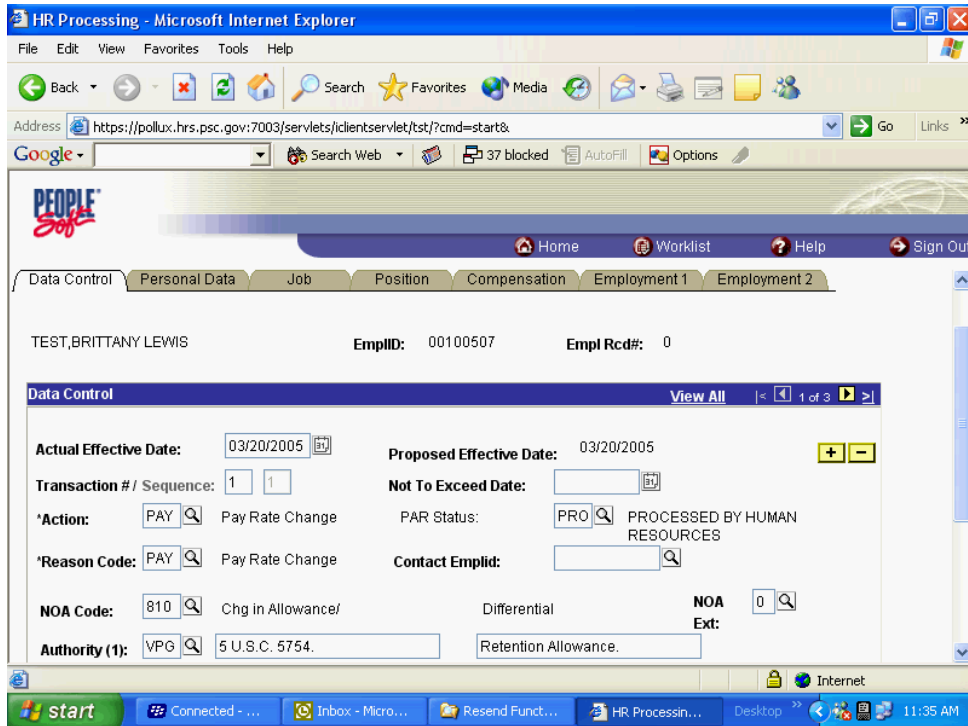 HR Processing - Microsoft Internet Explorer
File Edit View Favorites Tools Help
Back Search Favorites Media
Address https://pollux.hrs.psc.gov:7003/servlets/iclientservlet/tst/?cmd=start& Go Links »
Google Search Web 37 blocked AutoFill Options
PEOPLE
Soft
Home Worklist Help Sign Out
Data Control Personal Data Job Position Compensation Employment 1 Employment 2
TEST,BRITTANY LEWIS EmplID: 00100507 Empl Rcd#: 0
Data Control View All |< 1 of 3 >|
Actual Effective Date: 03/20/2005 Proposed Effective Date: 03/20/2005 + -
Transaction # / Sequence: 1 1 Not To Exceed Date:
*Action: PAY Pay Rate Change PAR Status: PRO PROCESSED BY HUMAN
RESOURCES
*Reason Code: PAY Pay Rate Change Contact Emplid:
NOA Code: 810 Chg in Allowance/ Differential NOA
Ext: 0
Authority (1): VPG 5 U.S.C. 5754. Retention Allowance.
Internet
start Connected - ... Inbox - Micro... Resend Funct... HR Processin... Desktop » 11:35 AM